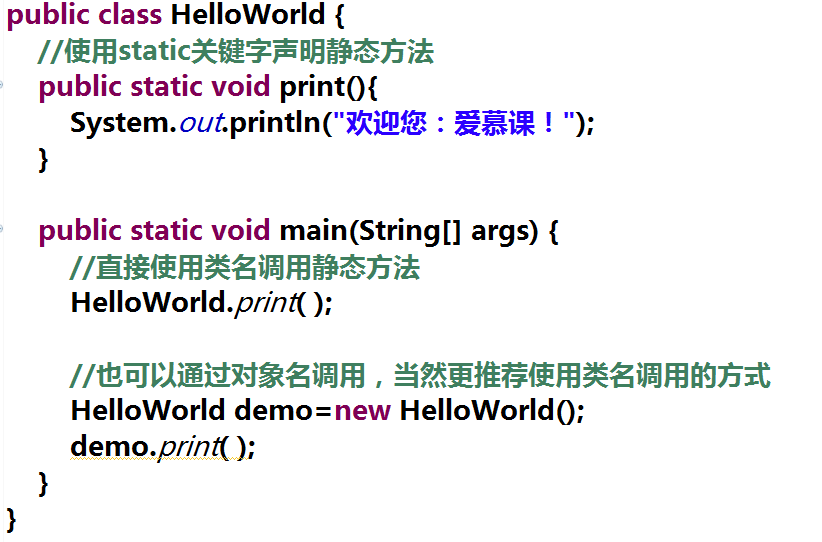 public class HelloWorld {
//使用static关键字声明静态方法
public static void print(){
System.out.println("欢迎您：爱慕课！");
}
public static void main(String[] args) {
//直接使用类名调用静态方法
HelloWorld.print( );
//也可以通过对象名调用，当然更推荐使用类名调用的方式
HelloWorld demo=new HelloWorld();
demo.print( );
}
}